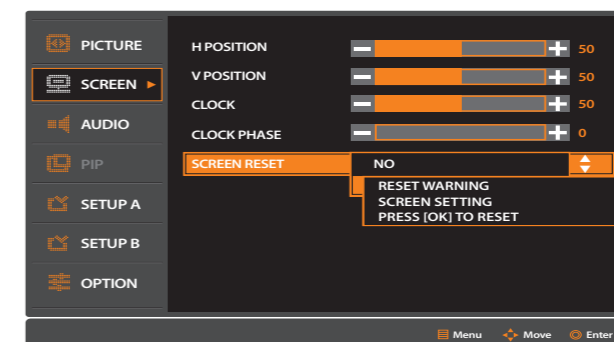 PICTURE
SCREEN
AUDIO
PIP
SETUP A
SETUP B
OPTION
H POSITION 50
V POSITION 50
CLOCK 50
CLOCK PHASE 0
SCREEN RESET NO
RESET WARNING
SCREEN SETTING
PRESS [OK] TO RESET
Menu Move Enter